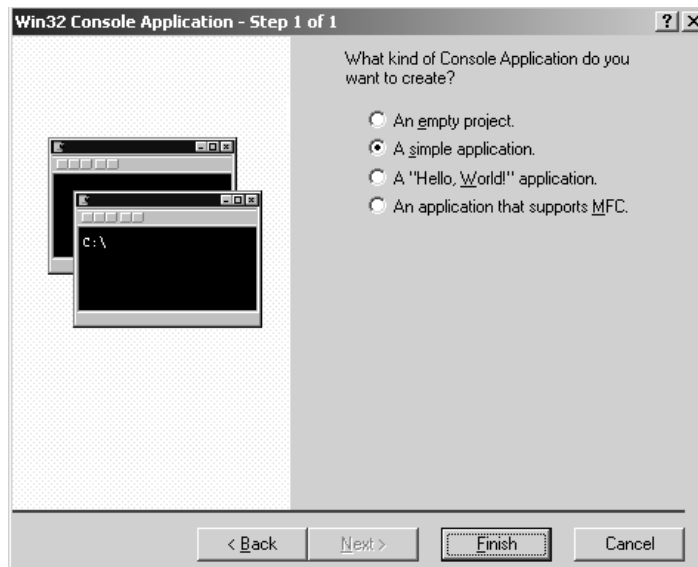 Win32 Console Application - Step 1 of 1
What kind of Console Application do you
want to create?
An empty project.
A simple application.
A "Hello, World!" application.
An application that supports MFC.
C:\
< Back
Next >
Finish
Cancel